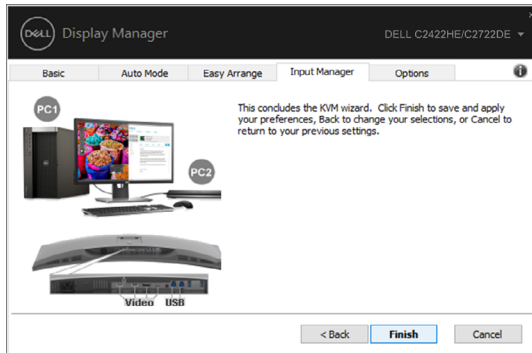 DELL Display Manager
DELL C2422HE/C2722DE
Basic Auto Mode Easy Arrange Input Manager Options
PC1
PC2
Video USB
This concludes the KVM wizard. Click Finish to save and apply
your preferences, Back to change your selections, or Cancel to
return to your previous settings.
< Back Finish Cancel